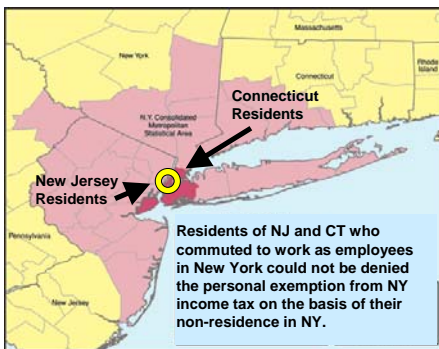 Massachusetts
New York
Rhode
Island
Connecticut
Connecticut
Residents
N.Y. Consolidated
Metropolitan
Statistical Area
New Jersey
Residents
Pennsylvania
New Jersey
Residents of NJ and CT who
commuted to work as employees
in New York could not be denied
the personal exemption from NY
income tax on the basis of their
non-residence in NY.